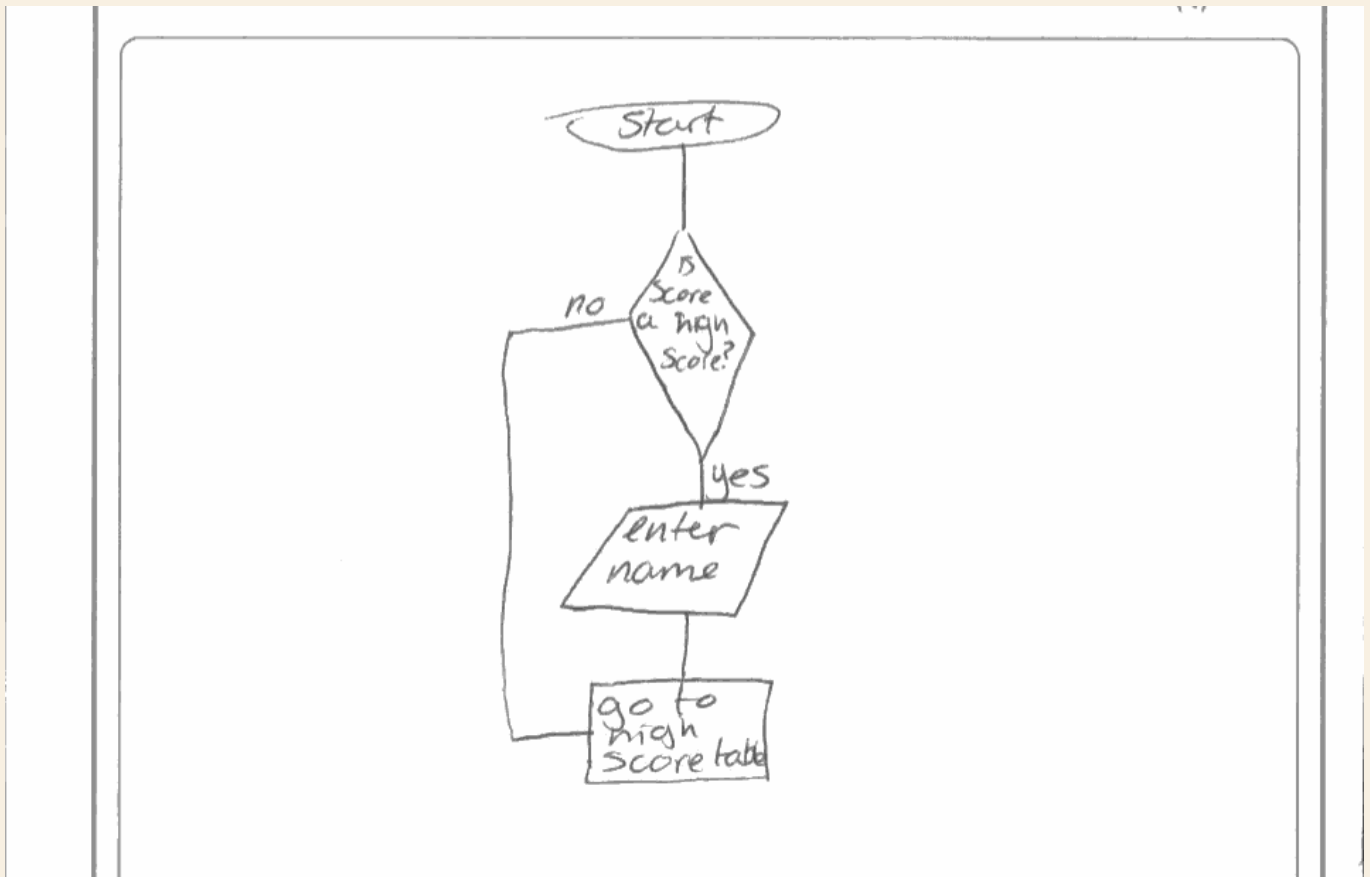 Start
is
score
no
a high
score?
yes
enter
name
go to
high
score table